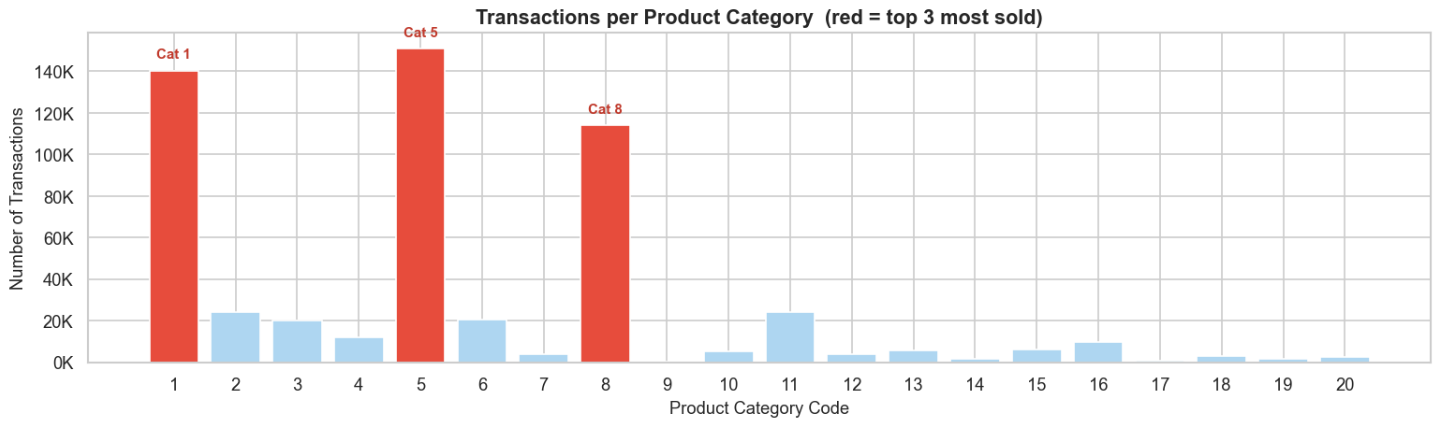 Transactions per Product Category  (red = top 3 most sold)
Cat 1
Cat 5
Cat 8
Number of Transactions
140K
120K
100K
80K
60K
40K
20K
0K
1 2 3 4 5 6 7 8 9 10 11 12 13 14 15 16 17 18 19 20
Product Category Code